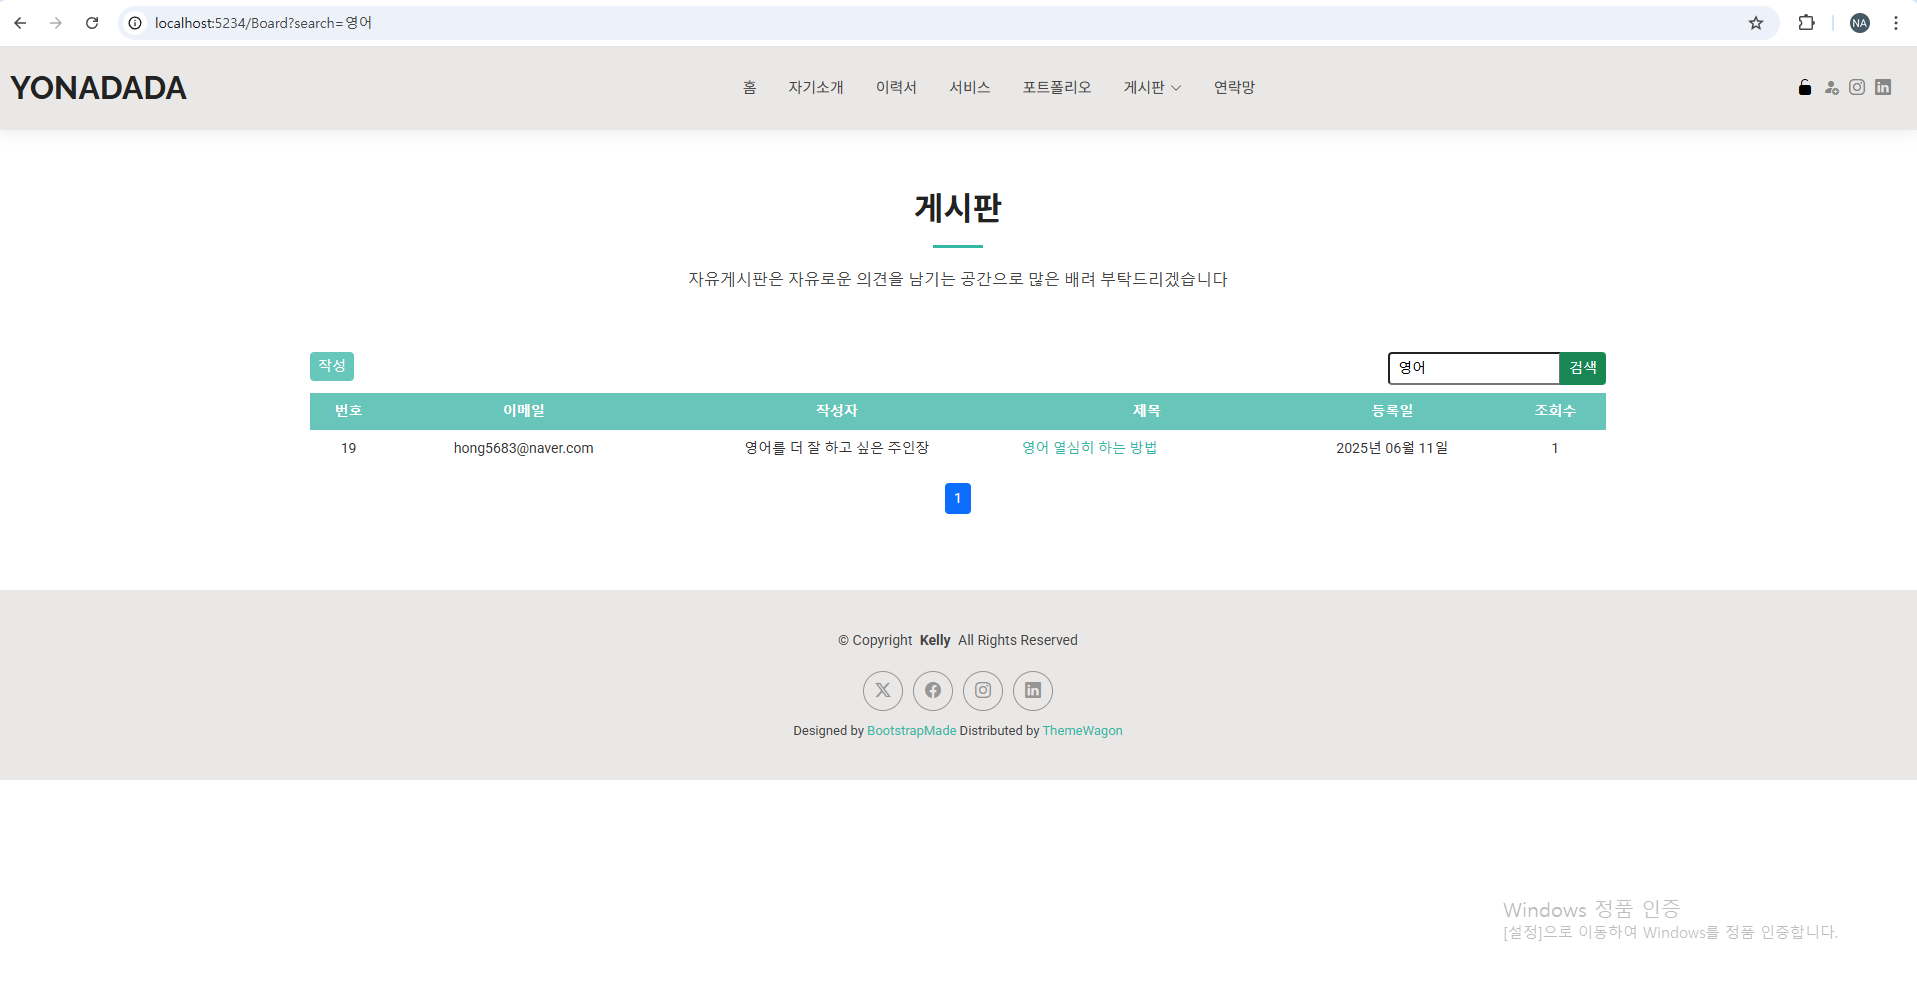 localhost:5234/Board?search=영어
NA
YONADADA
홈 자기소개 이력서 서비스 포트폴리오 게시판 연락망
게시판
자유게시판은 자유로운 의견을 남기는 공간으로 많은 배려 부탁드리겠습니다
작성
영어 검색
번호 이메일 작성자 제목 등록일 조회수
19 hong5683@naver.com 영어를 더 잘 하고 싶은 주인장 영어 열심히 하는 방법 2025년 06월 11일 1
1
© Copyright Kelly All Rights Reserved
Designed by BootstrapMade Distributed by ThemeWagon
Windows 정품 인증
[설정]으로 이동하여 Windows를 정품 인증합니다.